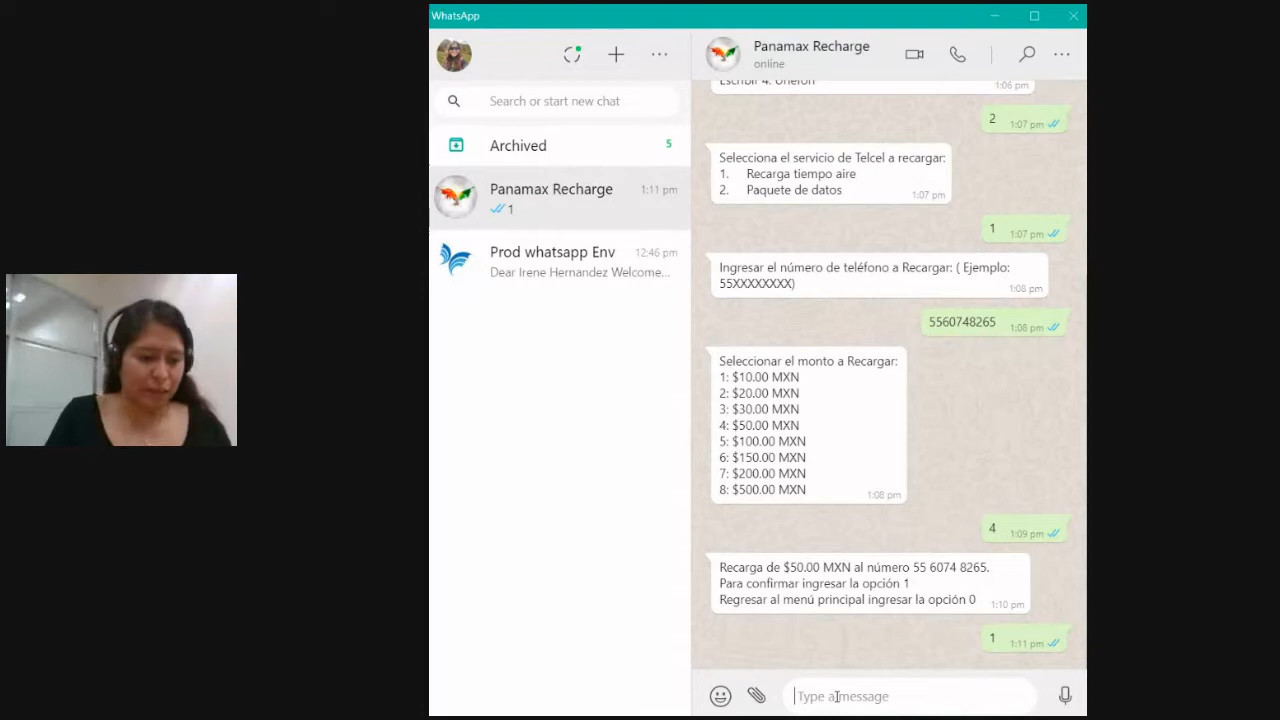 WhatsApp
Search or start new chat
Archived
5
Panamax Recharge
1:11 pm
1
Prod whatsapp Env
12:46 pm
Dear Irene Hernandez Welcome...
Panamax Recharge
online
Escribir 4. Unefon
1:06 pm
2
1:07 pm
Selecciona el servicio de Telcel a recargar:
1. Recarga tiempo aire
2. Paquete de datos
1:07 pm
1
1:07 pm
Ingresar el número de teléfono a Recargar: ( Ejemplo:
55XXXXXXXX)
1:08 pm
5560748265
1:08 pm
Seleccionar el monto a Recargar:
1: $10.00 MXN
2: $20.00 MXN
3: $30.00 MXN
4: $50.00 MXN
5: $100.00 MXN
6: $150.00 MXN
7: $200.00 MXN
8: $500.00 MXN
1:08 pm
4
1:09 pm
Recarga de $50.00 MXN al número 55 6074 8265.
Para confirmar ingresar la opción 1
Regresar al menú principal ingresar la opción 0
1:10 pm
1
1:11 pm
Type a message